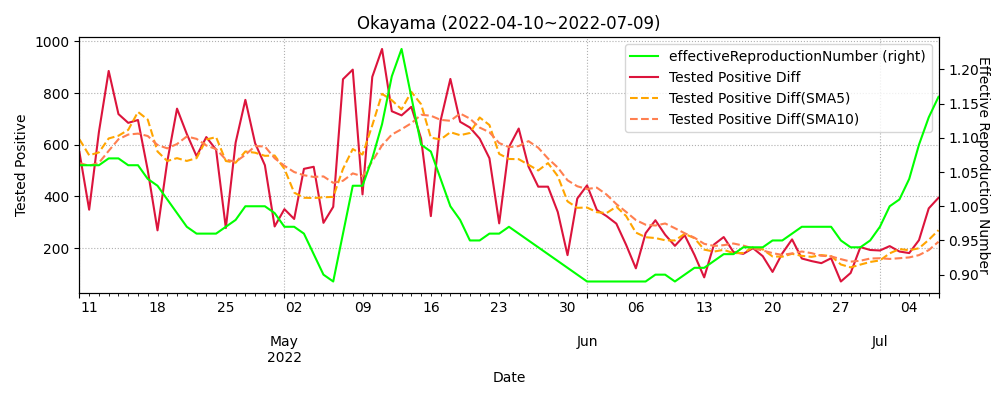 Okayama (2022-04-10~2022-07-09)
effectiveReproductionNumber (right)
Tested Positive Diff
Tested Positive Diff(SMA5)
Tested Positive Diff(SMA10)
Tested Positive
1000
800
600
400
200
Effective Reproduction Number
1.20
1.15
1.10
1.05
1.00
0.95
0.90
11 18 25 02 09 16 23 30 06 13 20 27 04
May Jun Jul
2022
Date